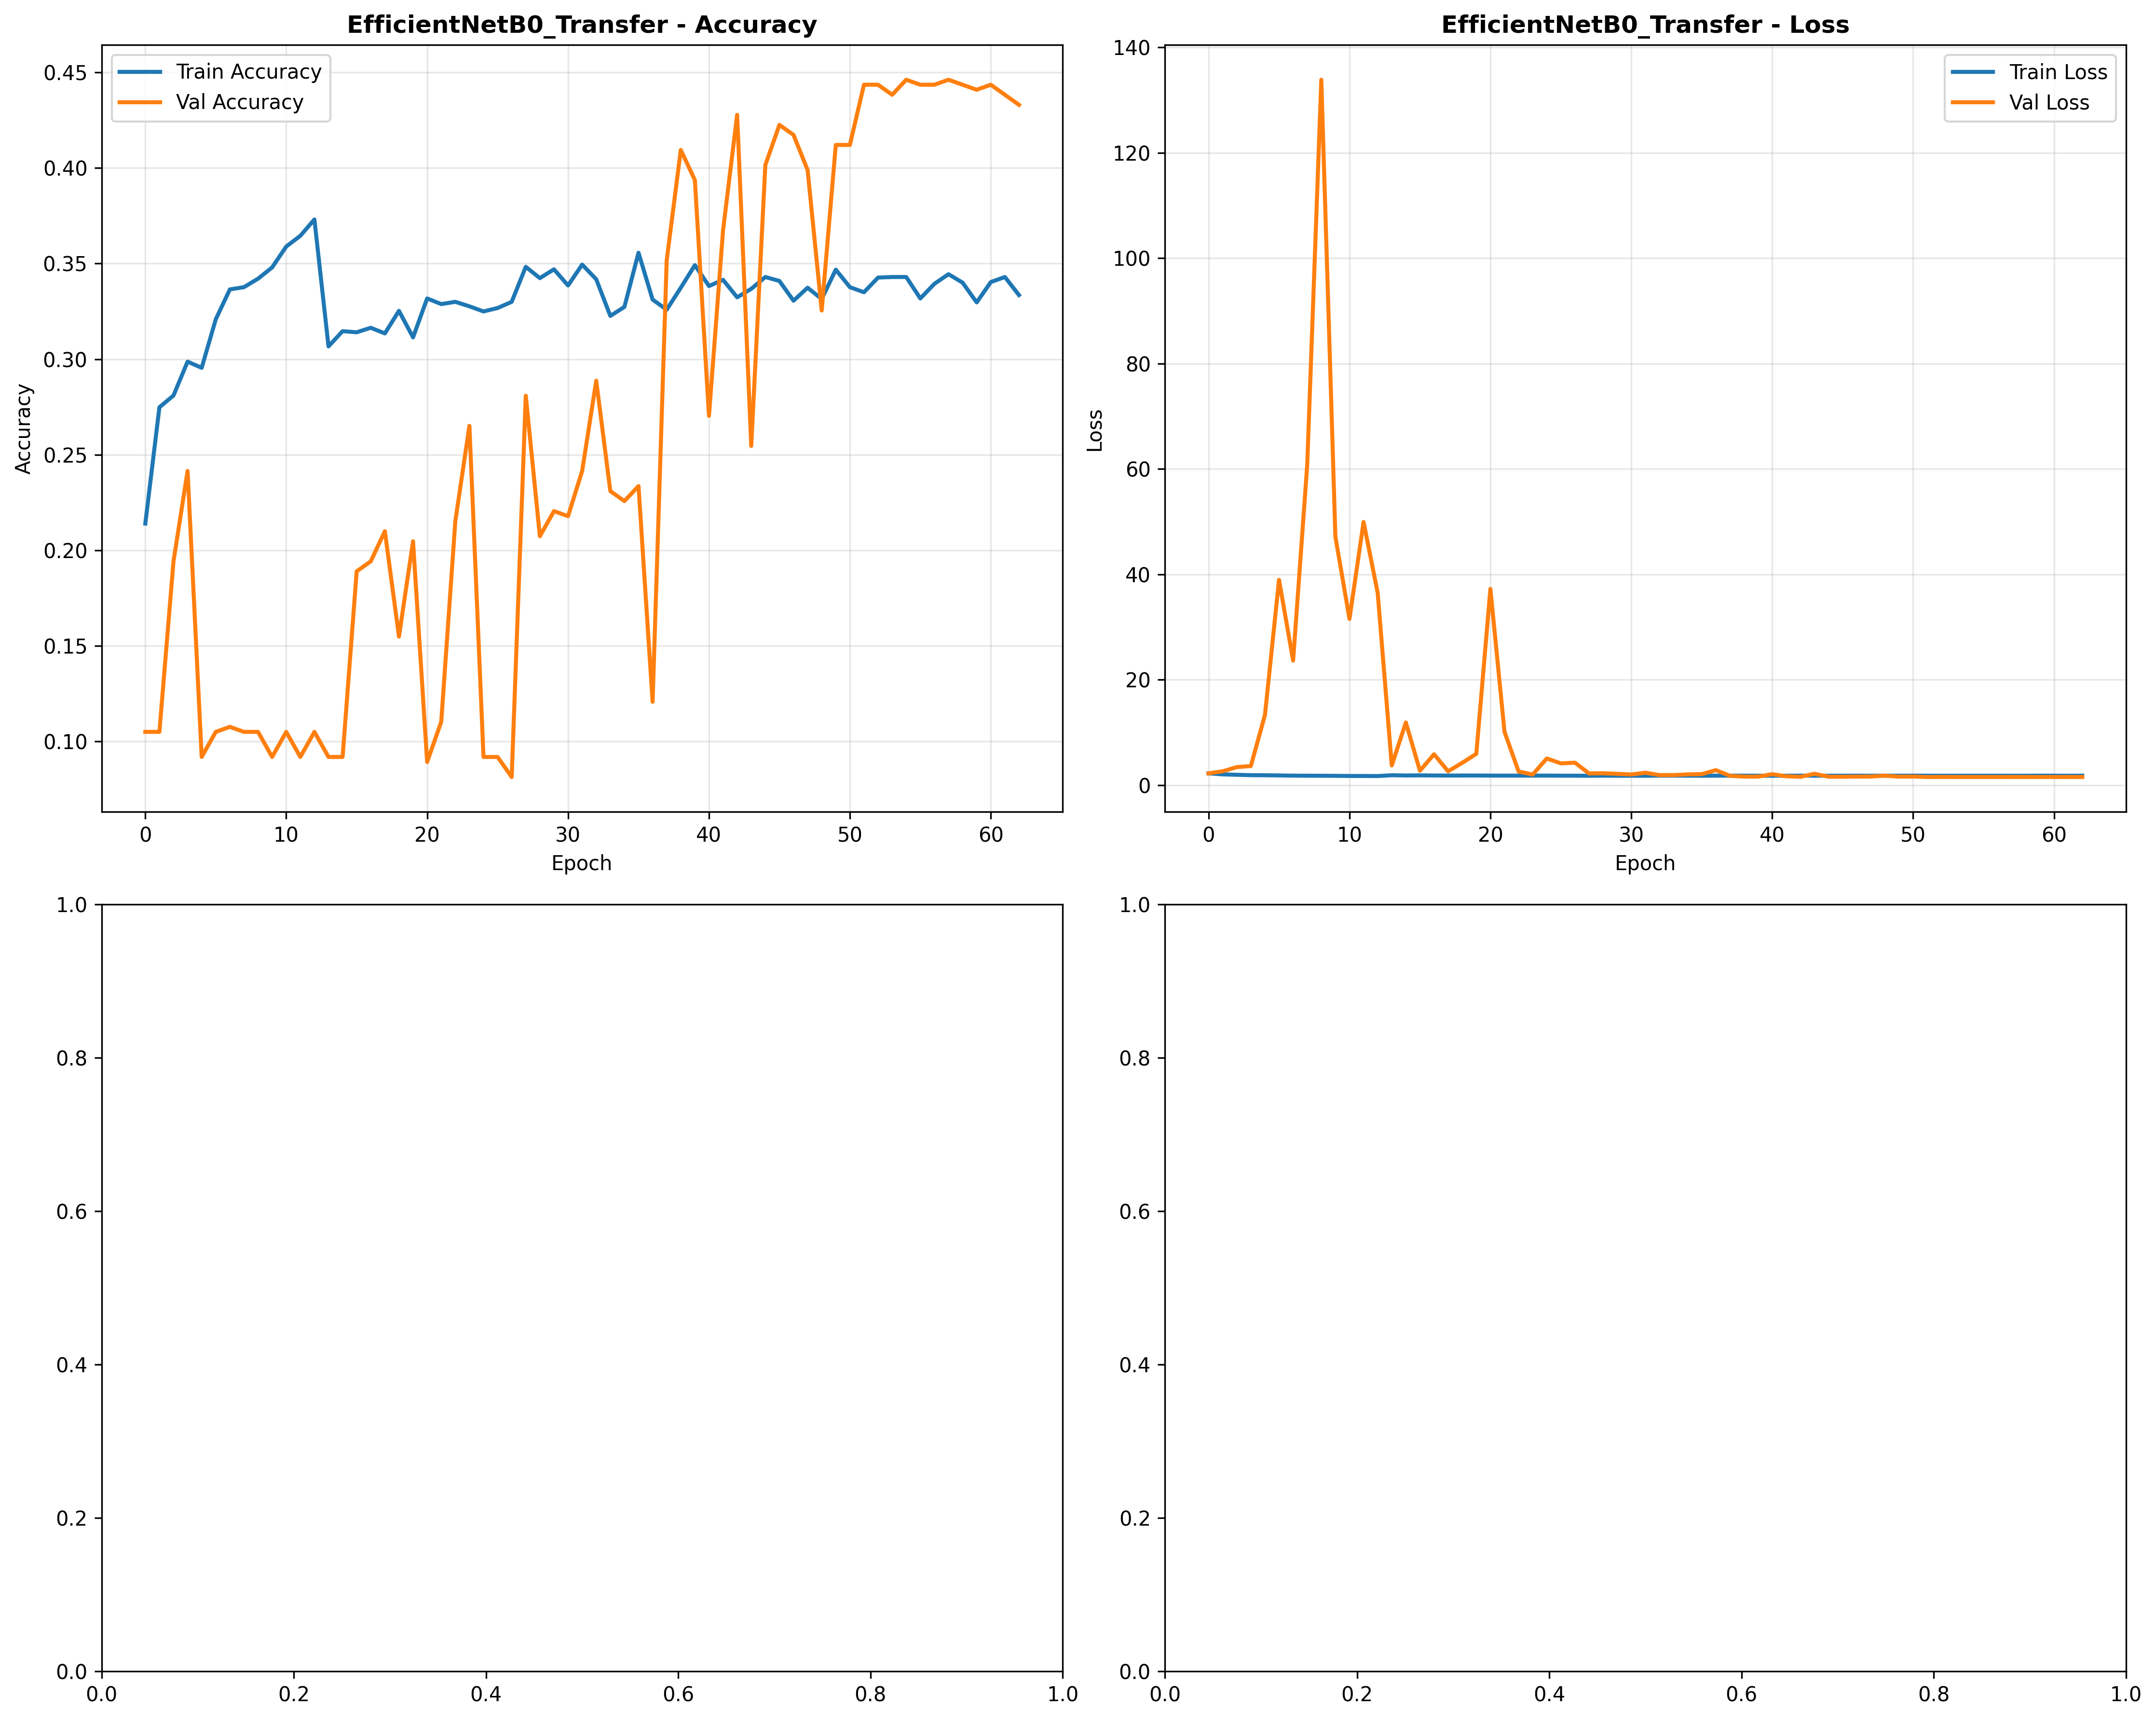 EfficientNetB0_Transfer - Accuracy
Train Accuracy
Val Accuracy
0.45
0.40
0.35
0.30
0.25
0.20
0.15
0.10
Accuracy
0 10 20 30 40 50 60
Epoch
EfficientNetB0_Transfer - Loss
Train Loss
Val Loss
140
120
100
80
60
40
20
0
Loss
0 10 20 30 40 50 60
Epoch
1.0
0.8
0.6
0.4
0.2
0.0
0.0 0.2 0.4 0.6 0.8 1.0
1.0
0.8
0.6
0.4
0.2
0.0
0.0 0.2 0.4 0.6 0.8 1.0